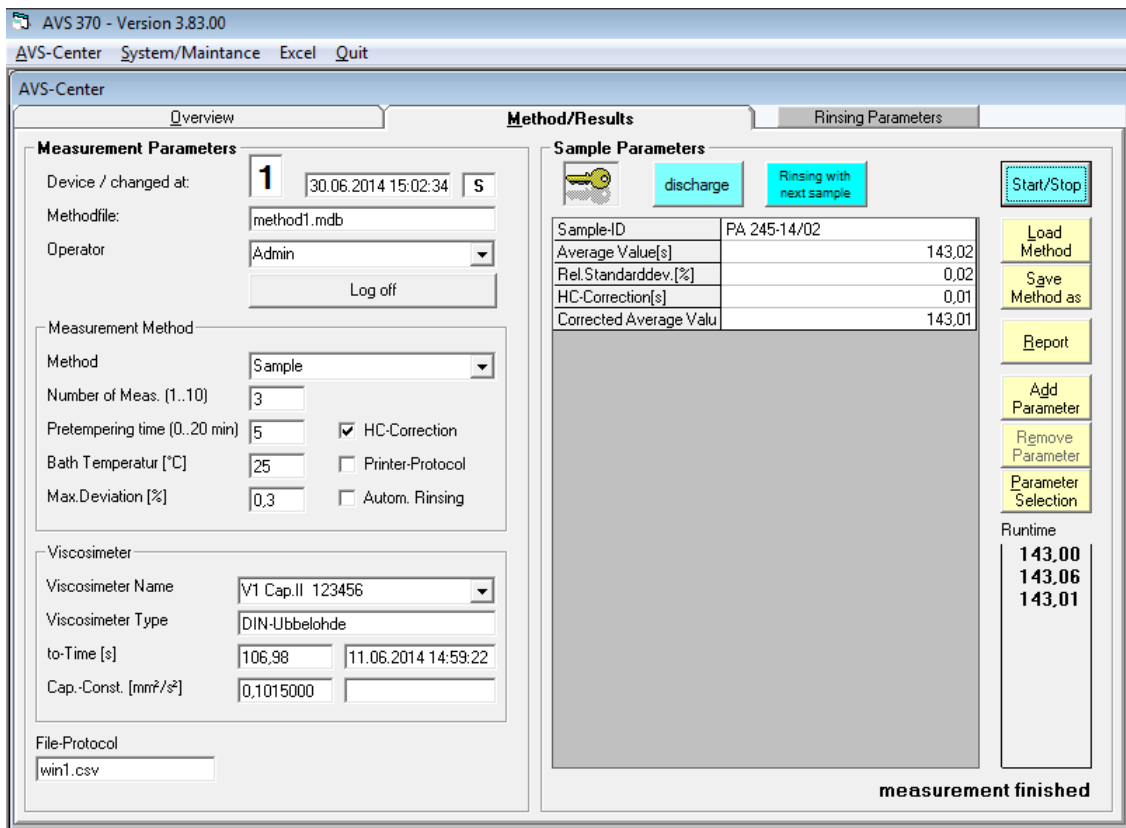 AVS 370 - Version 3.83.00
AVS-Center System/Maintance Excel Quit
AVS-Center
Overview Method/Results Rinsing Parameters
Measurement Parameters
Device / changed at: 1 30.06.2014 15:02:34 S
Methodfile: method1.mdb
Operator Admin
Log off
Measurement Method
Method Sample
Number of Meas. (1..10) 3
Pretempering time (0..20 min) 5 HC-Correction
Bath Temperatur [°C] 25 Printer-Protocol
Max.Deviation [%] 0,3 Autom. Rinsing
Viscosimeter
Viscosimeter Name V1 Cap.II 123456
Viscosimeter Type DIN-Ubbelohde
to-Time [s] 106,98 11.06.2014 14:59:22
Cap.-Const. [mm²/s²] 0,1015000
File-Protocol
win1.csv
Sample Parameters
discharge
Rinsing with
next sample
Sample-ID PA 245-14/02
Average Value[s] 143,02
Rel.Standarddev.[%] 0,02
HC-Correction[s] 0,01
Corrected Average Valu 143,01
Start/Stop
Load
Method
Save
Method as
Report
Add
Parameter
Remove
Parameter
Parameter
Selection
Runtime
143,00
143,06
143,01
measurement finished